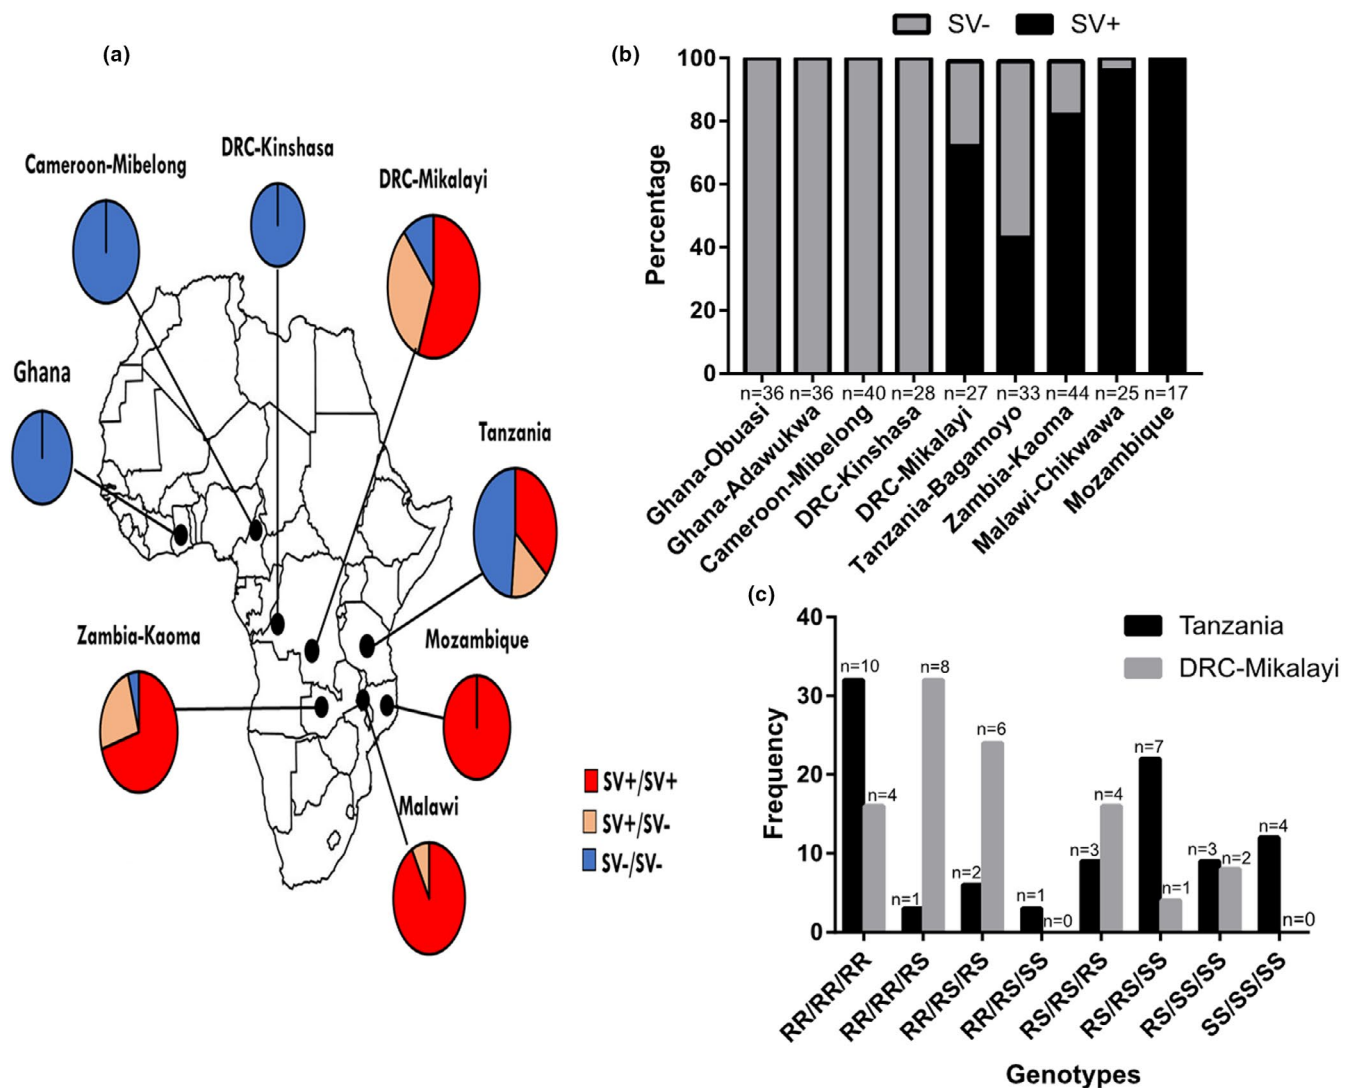 (a)
Cameroon-Mibelong
DRC-Kinshasa
DRC-Mikalayi
Ghana
Tanzania
Zambia-Kaoma
Mozambique
Malawi
SV+/SV+
SV+/SV-
SV-/SV-
(b)
SV- SV+
Percentage
100
80
60
40
20
0
n=36 n=36 n=40 n=28 n=27 n=33 n=44 n=25 n=17
Ghana-Obuasi
Ghana-Adawukwa
Cameroon-Mibelong
DRC-Kinshasa
DRC-Mikalayi
Tanzania-Bagamoyo
Zambia-Kaoma
Malawi-Chikwawa
Mozambique
(c)
Tanzania
DRC-Mikalayi
Frequency
40
30
20
10
0
n=10
n=4
n=1
n=8
n=2
n=6
n=1
n=0
n=3
n=4
n=7
n=1
n=3
n=2
n=4
n=0
RR/RR/RR
RR/RR/RS
RR/RS/RS
RR/RS/SS
RS/RS/RS
RS/RS/SS
RS/SS/SS
SS/SS/SS
Genotypes